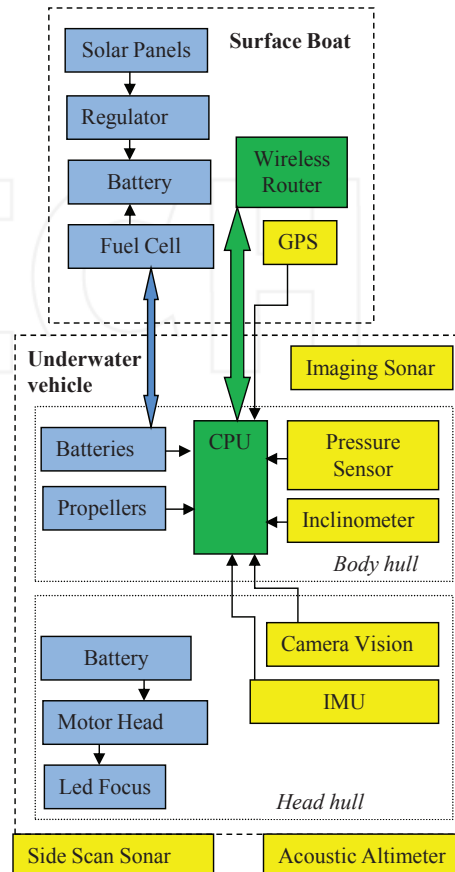 Surface Boat
Solar Panels
Regulator
Battery
Fuel Cell
Wireless
Router
GPS
Underwater
vehicle
Imaging Sonar
Batteries
Propellers
CPU
Pressure
Sensor
Inclinometer
Body hull
Camera Vision
IMU
Battery
Motor Head
Led Focus
Head hull
Side Scan Sonar
Acoustic Altimeter